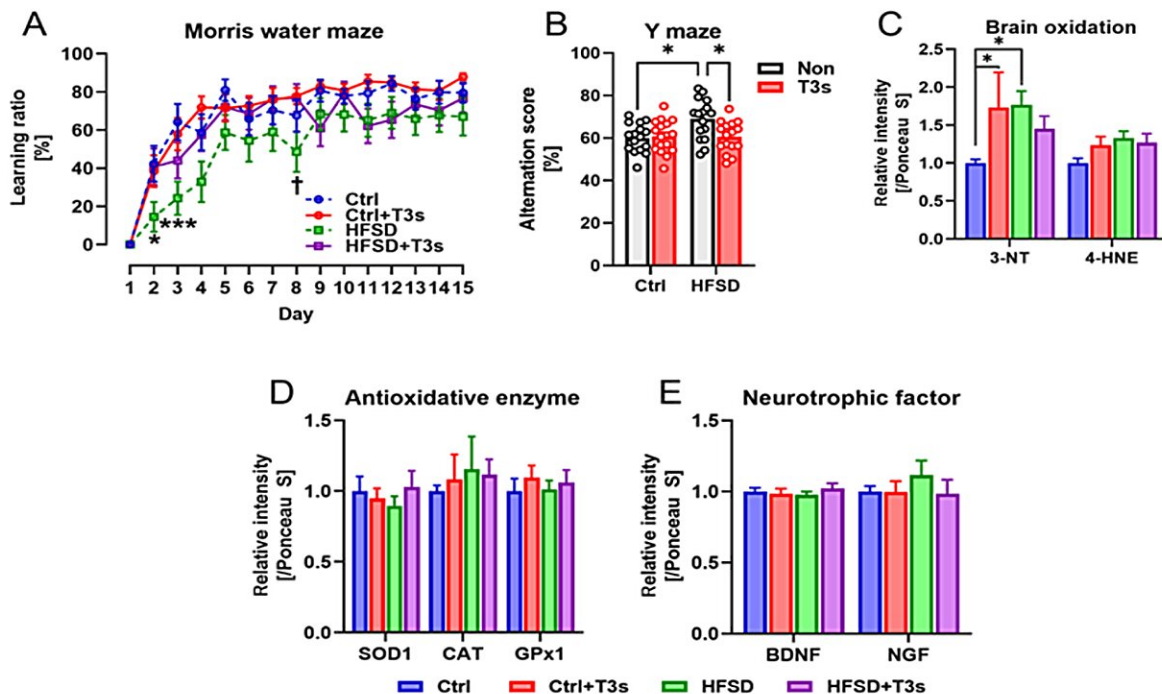 A
Morris water maze
Learning ratio
[%]
100
80
60
40
20
0
* *** †
Ctrl
Ctrl+T3s
HFSD
HFSD+T3s
1 2 3 4 5 6 7 8 9 10 11 12 13 14 15
Day
B
Y maze
Alternation score
[%]
100
80
60
40
20
0
* *
Non
T3s
Ctrl HFSD
C
Brain oxidation
Relative intensity
[/Ponceau S]
2.5
2.0
1.5
1.0
0.5
0.0
*
*
3-NT 4-HNE
D
Antioxidative enzyme
Relative intensity
[/Ponceau S]
1.5
1.0
0.5
0.0
SOD1 CAT GPx1
E
Neurotrophic factor
Relative intensity
[/Ponceau S]
1.5
1.0
0.5
0.0
BDNF NGF
Ctrl Ctrl+T3s HFSD HFSD+T3s